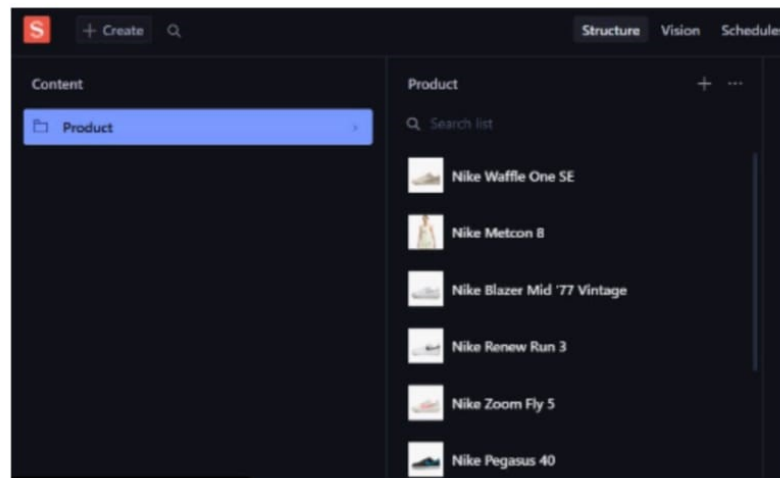 S
+ Create
Structure
Vision
Schedules
Content
Product
Product
Search list
Nike Waffle One SE
Nike Metcon 8
Nike Blazer Mid '77 Vintage
Nike Renew Run 3
Nike Zoom Fly 5
Nike Pegasus 40